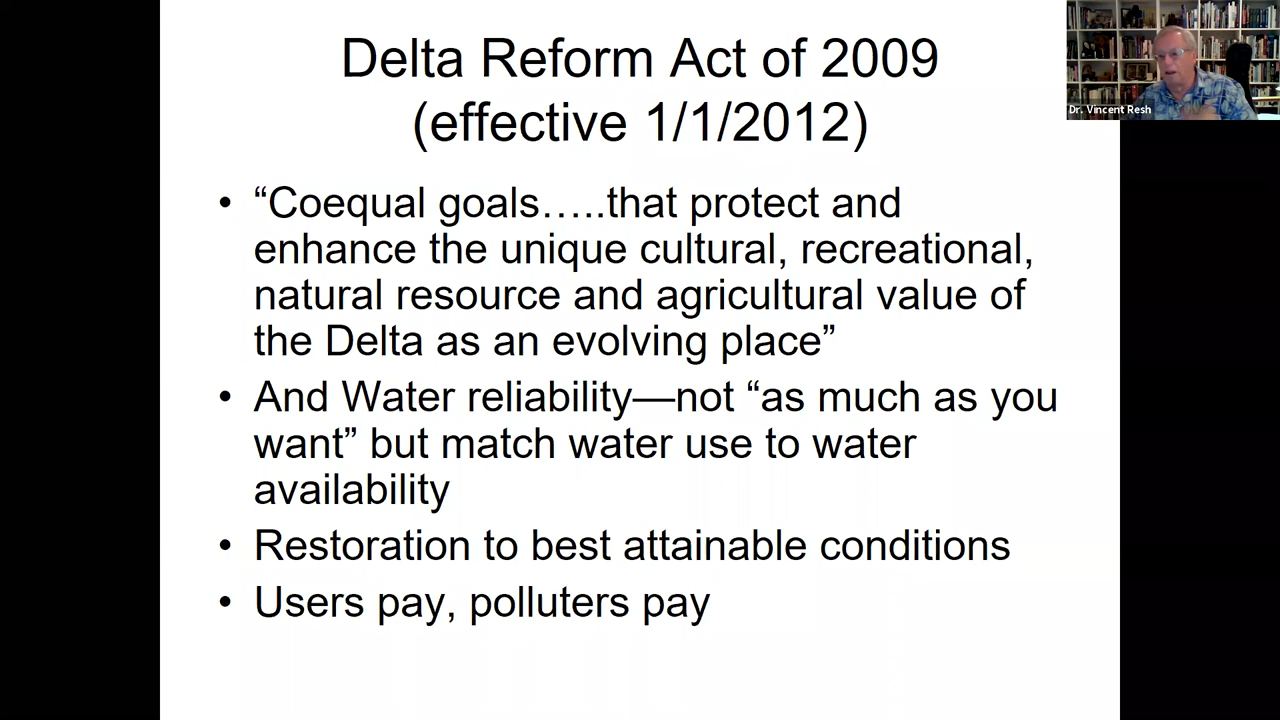 Delta Reform Act of 2009
(effective 1/1/2012)
• “Coequal goals…..that protect and
enhance the unique cultural, recreational,
natural resource and agricultural value of
the Delta as an evolving place”
• And Water reliability—not “as much as you
want” but match water use to water
availability
• Restoration to best attainable conditions
• Users pay, polluters pay
Dr. Vincent Resh